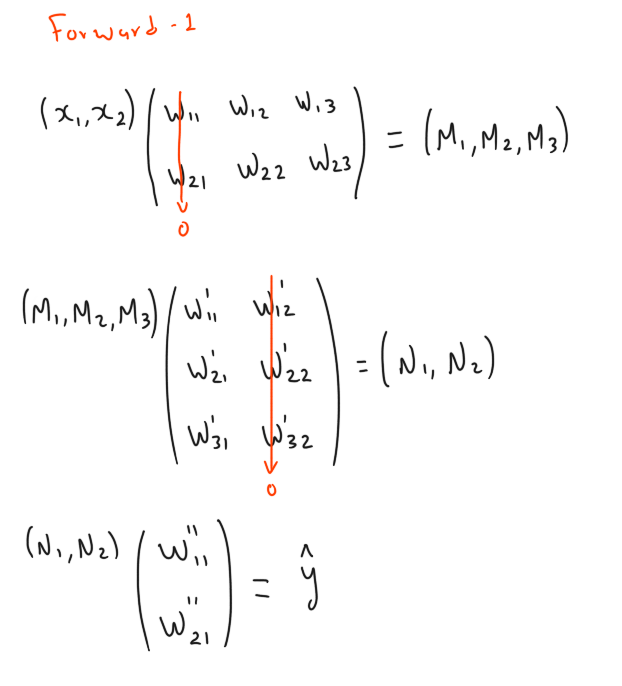 Forward - 1
(x₁, x₂) ( w₁₁ w₁₂ w₁₃
w₂₁ w₂₂ w₂₃ ) = (M₁, M₂, M₃)
0
(M₁, M₂, M₃) ( w'₁₁ w'₁₂
w'₂₁ w'₂₂
w'₃₁ w'₃₂ ) = (N₁, N₂)
0
(N₁, N₂) ( w''₁₁
w''₂₁ ) = ŷ